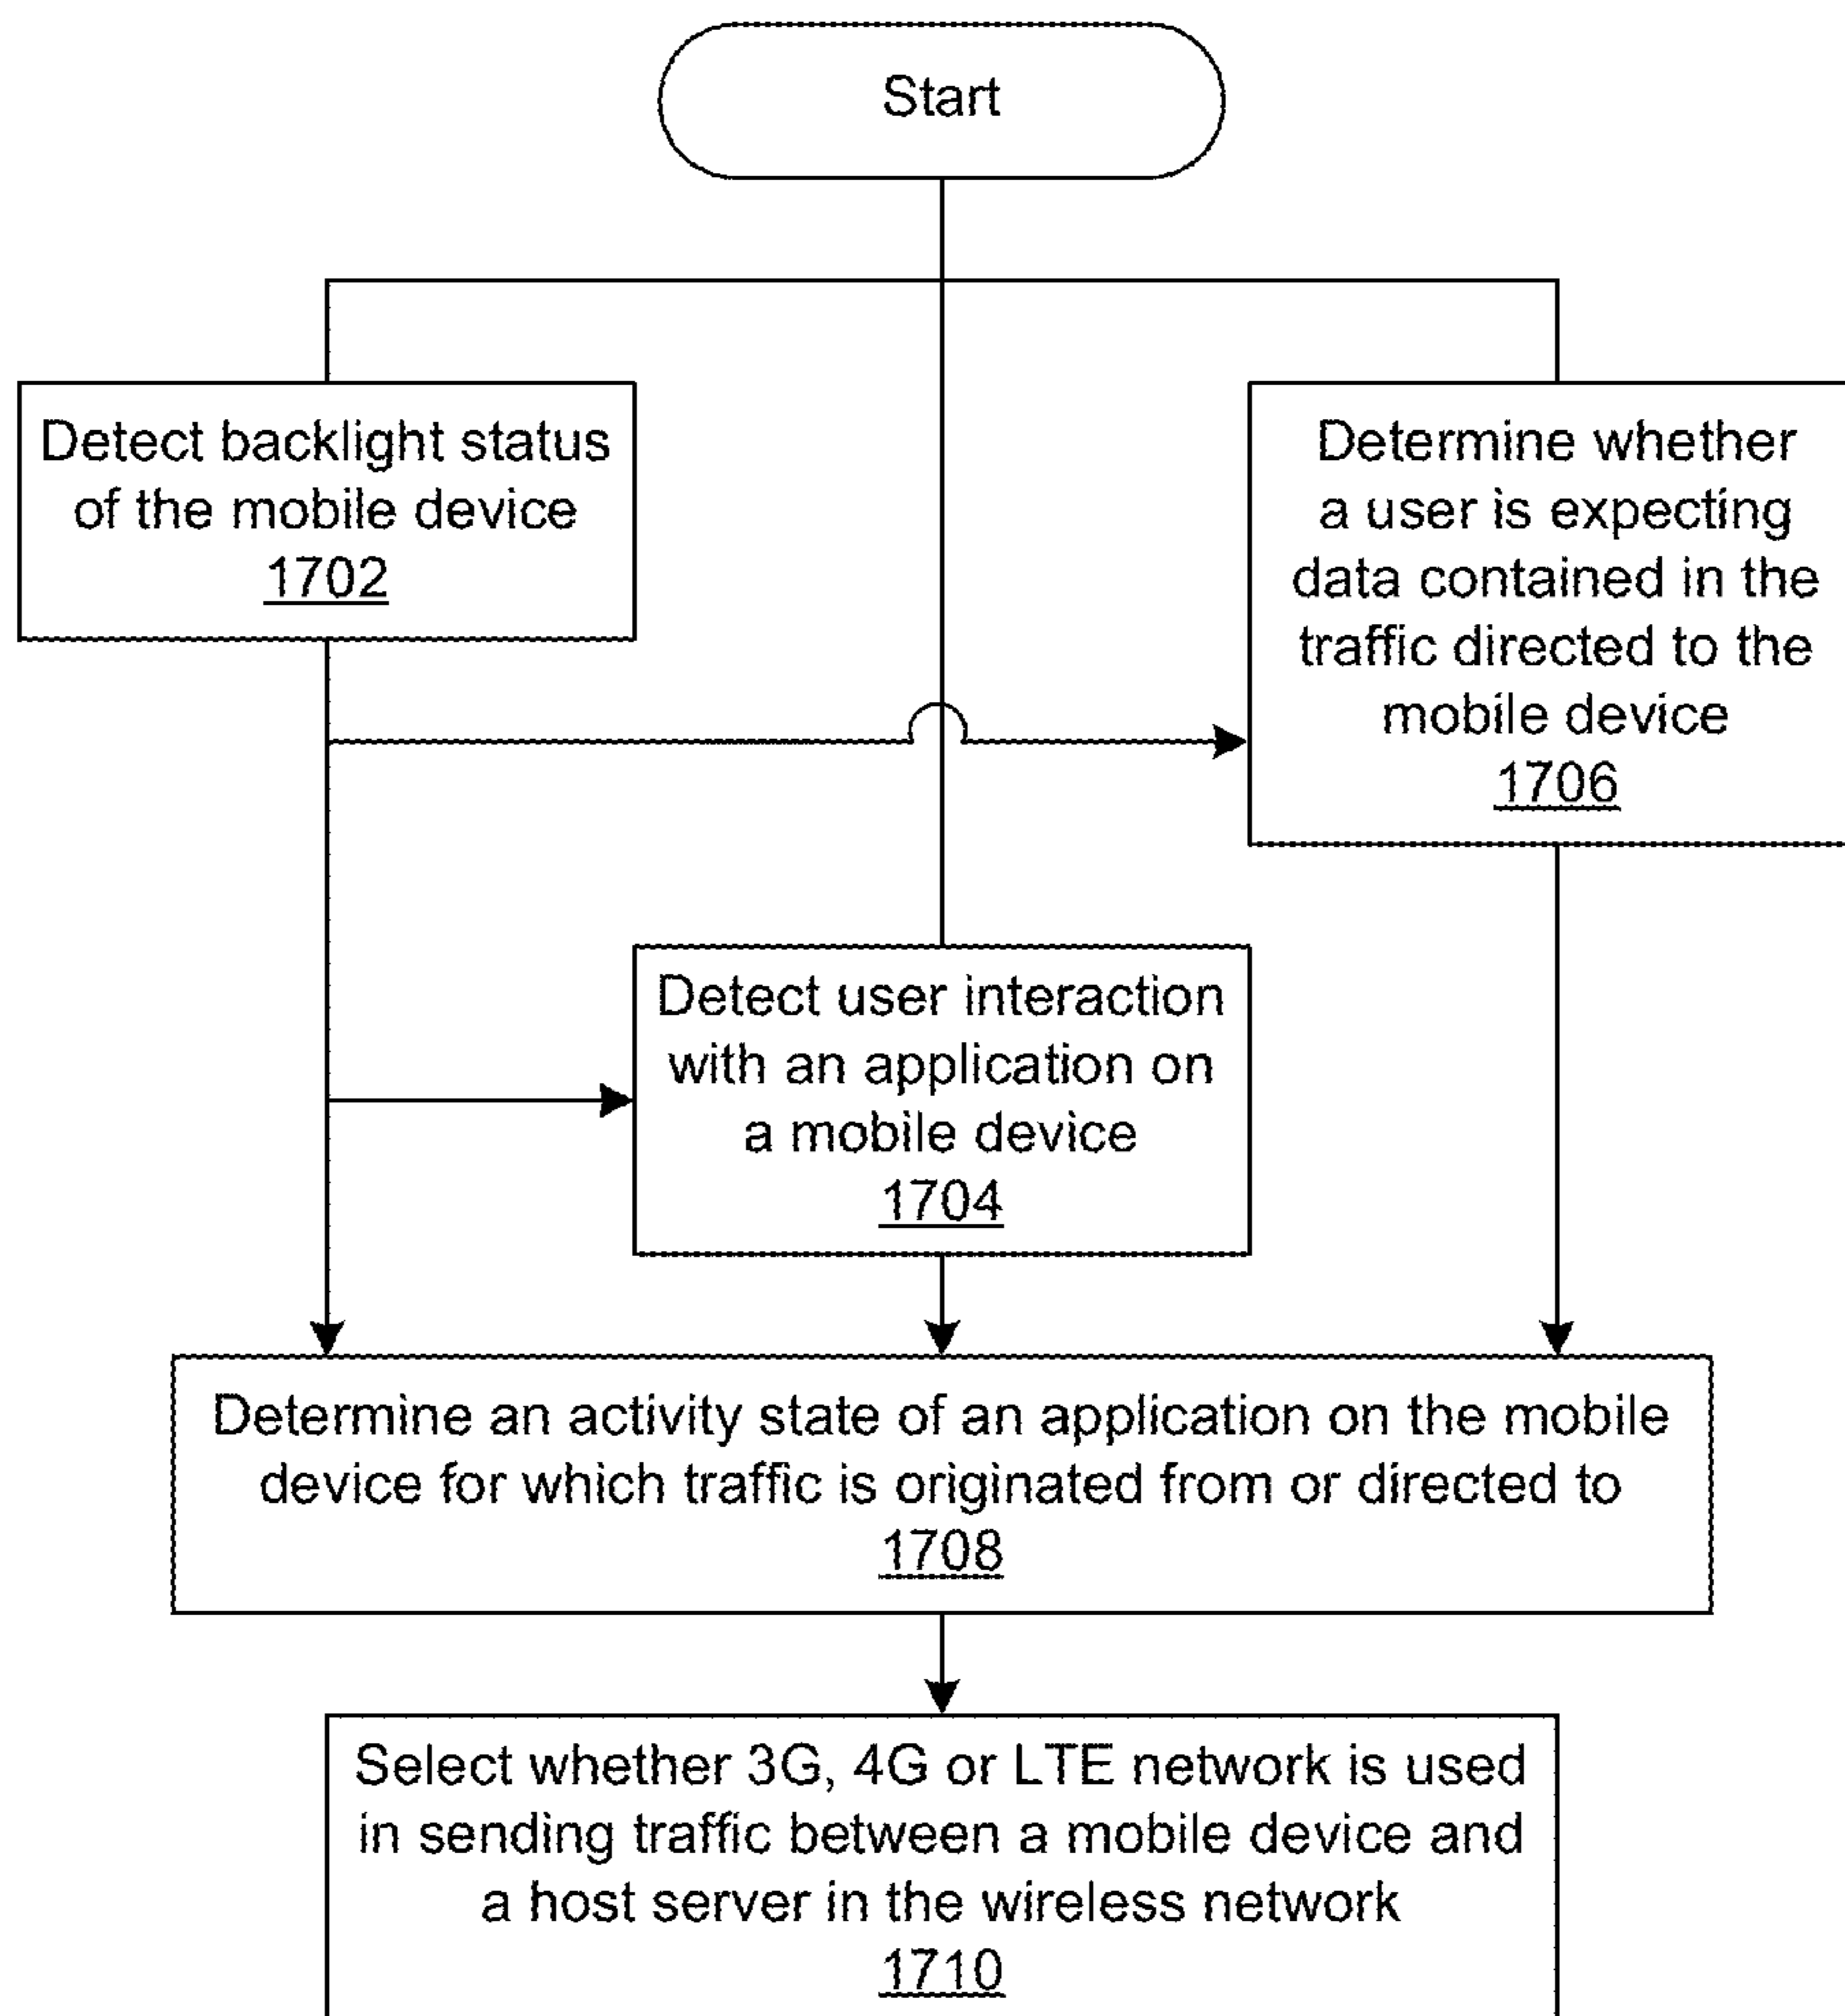 Start
Detect backlight status
of the mobile device
1702
Determine whether
a user is expecting
data contained in the
traffic directed to the
mobile device
1706
Detect user interaction
with an application on
a mobile device
1704
Determine an activity state of an application on the mobile
device for which traffic is originated from or directed to
1708
Select whether 3G, 4G or LTE network is used
in sending traffic between a mobile device and
a host server in the wireless network
1710